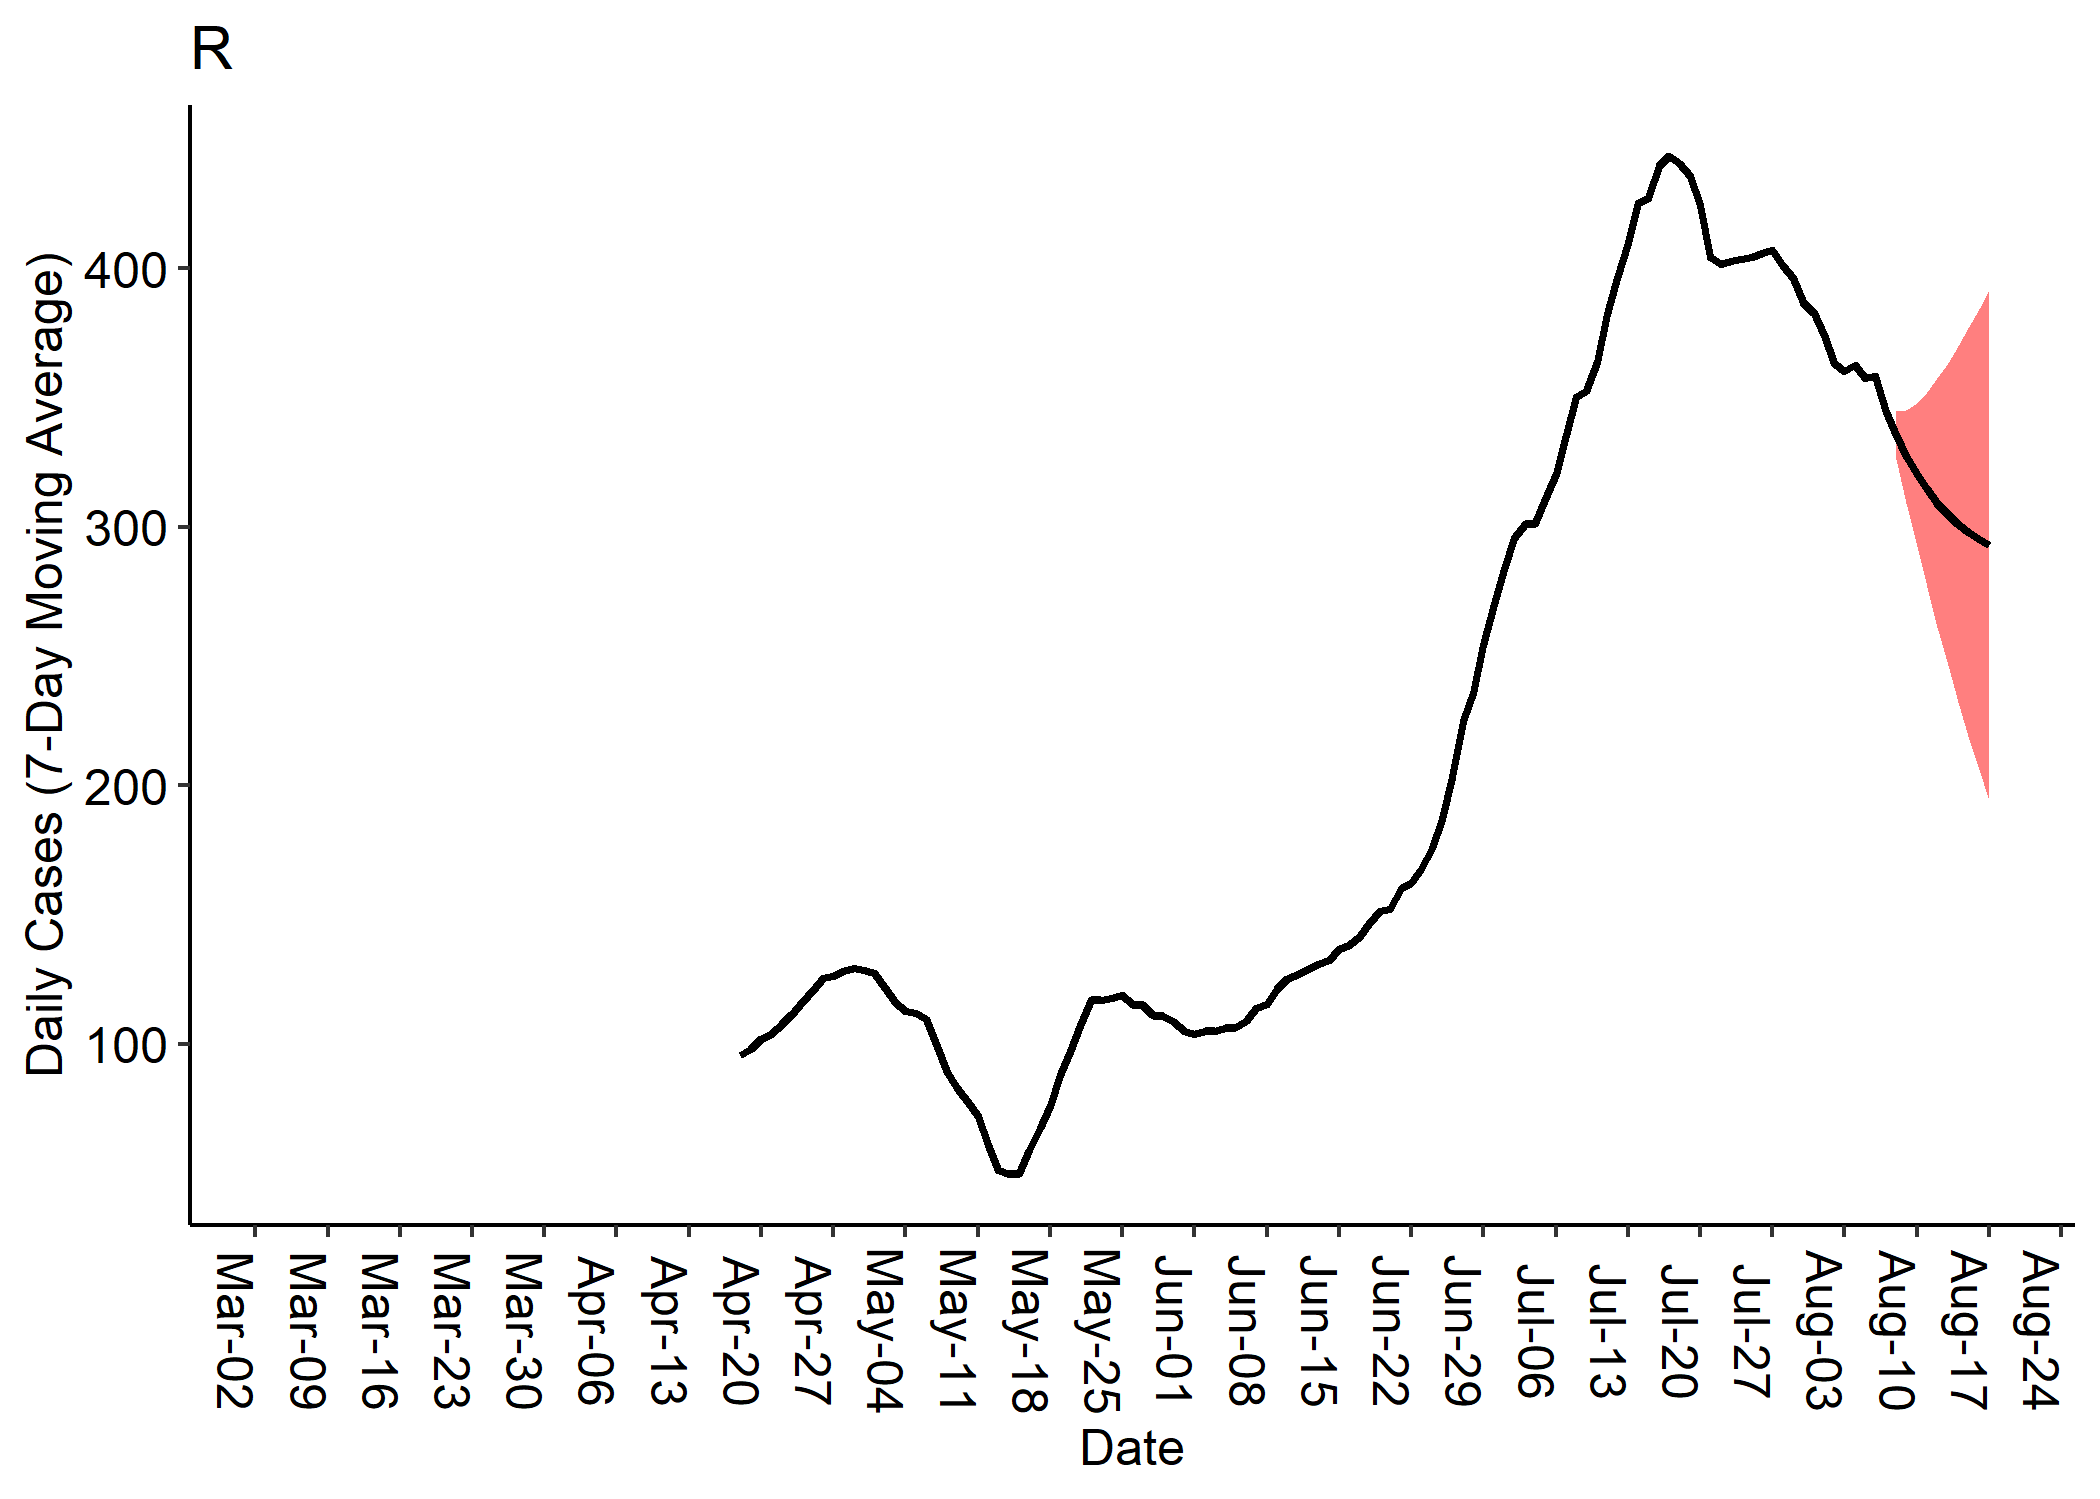 R
Daily Cases (7-Day Moving Average)
400
300
200
100
Mar-02
Mar-09
Mar-16
Mar-23
Mar-30
Apr-06
Apr-13
Apr-20
Apr-27
May-04
May-11
May-18
May-25
Jun-01
Jun-08
Jun-15
Jun-22
Jun-29
Jul-06
Jul-13
Jul-20
Jul-27
Aug-03
Aug-10
Aug-17
Aug-24
Date